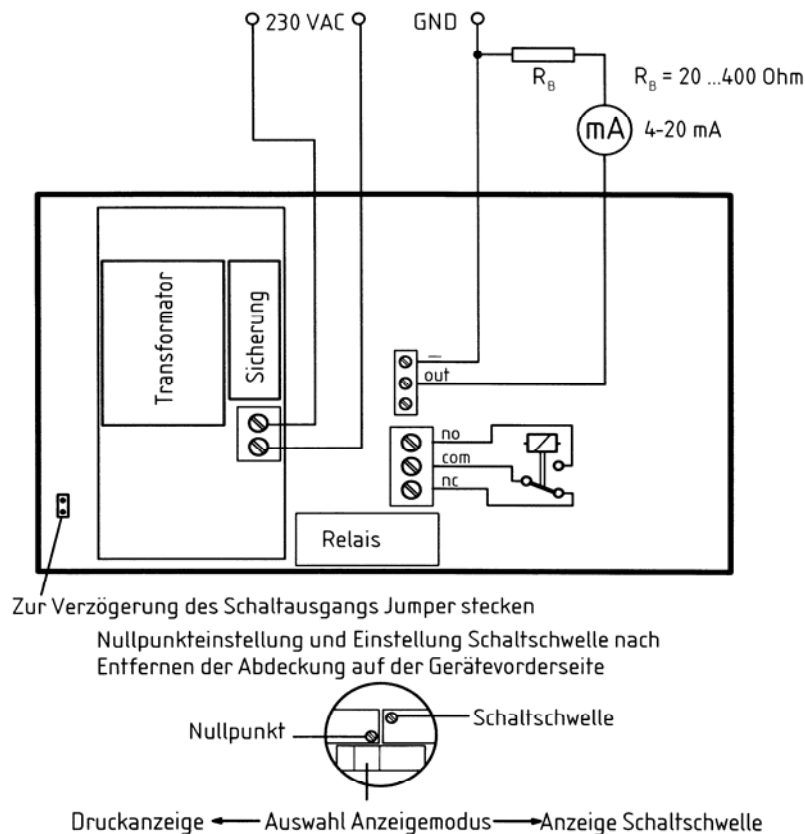 230 VAC
GND
R_B
R_B = 20 ...400 Ohm
mA
4-20 mA
Transformator
Sicherung
—
out
no
com
nc
Relais
Zur Verzögerung des Schaltausgangs Jumper stecken
Nullpunkteinstellung und Einstellung Schaltschwelle nach
Entfernen der Abdeckung auf der Gerätevorderseite
Nullpunkt
Schaltschwelle
Druckanzeige
Auswahl Anzeigemodus
Anzeige Schaltschwelle